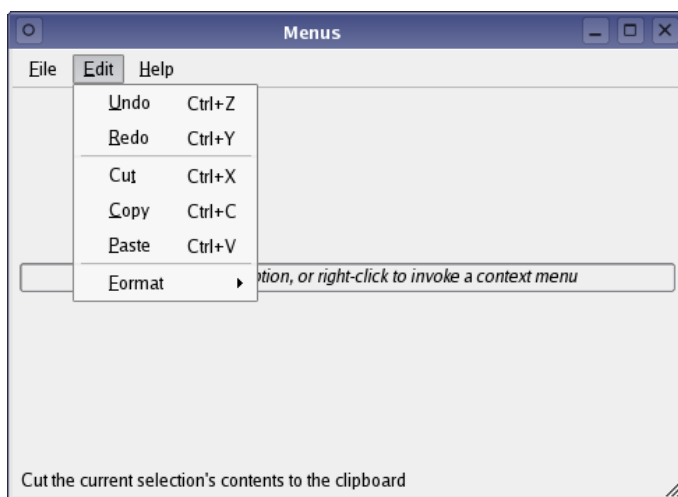 Menus
File Edit Help
Undo Ctrl+Z
Redo Ctrl+Y
Cut Ctrl+X
Copy Ctrl+C
Paste Ctrl+V
Format
or right-click to invoke a context menu
Cut the current selection's contents to the clipboard